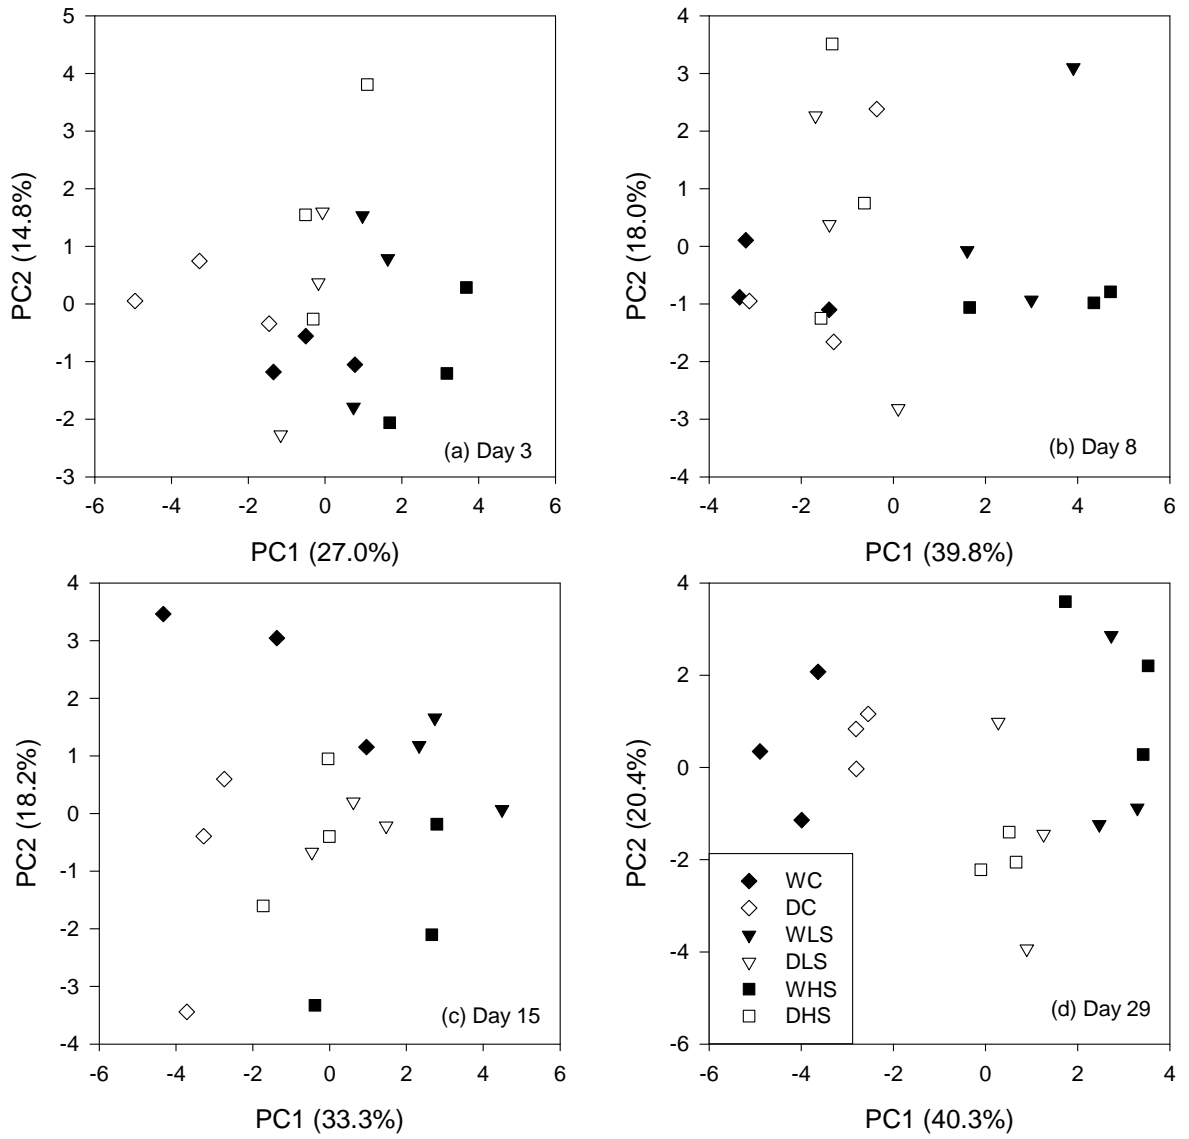 5
4
3
2
1
0
-1
-2
-3
-6 -4 -2 0 2 4 6
PC2 (14.8%)
PC1 (27.0%)
(a) Day 3
4
3
2
1
0
-1
-2
-3
-4
-4 -2 0 2 4 6
PC2 (18.0%)
PC1 (39.8%)
(b) Day 8
4
3
2
1
0
-1
-2
-3
-4
-6 -4 -2 0 2 4 6
PC2 (18.2%)
PC1 (33.3%)
(c) Day 15
4
2
0
-2
-4
-6
-6 -4 -2 0 2 4
PC2 (20.4%)
PC1 (40.3%)
WC
DC
WLS
DLS
WHS
DHS
(d) Day 29